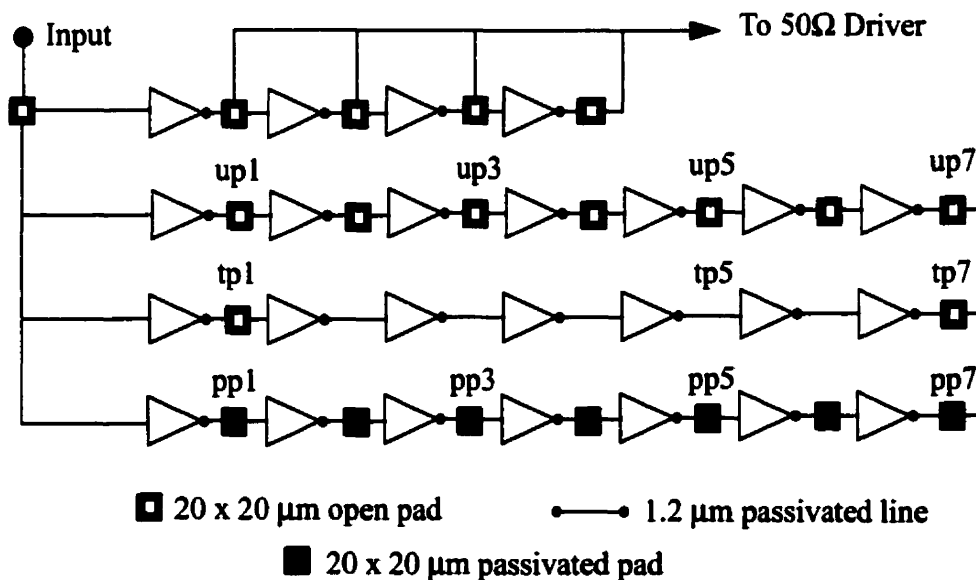 Input
To 50Ω Driver
up1 up3 up5 up7
tp1 tp5 tp7
pp1 pp3 pp5 pp7
20 x 20 μm open pad
1.2 μm passivated line
20 x 20 μm passivated pad